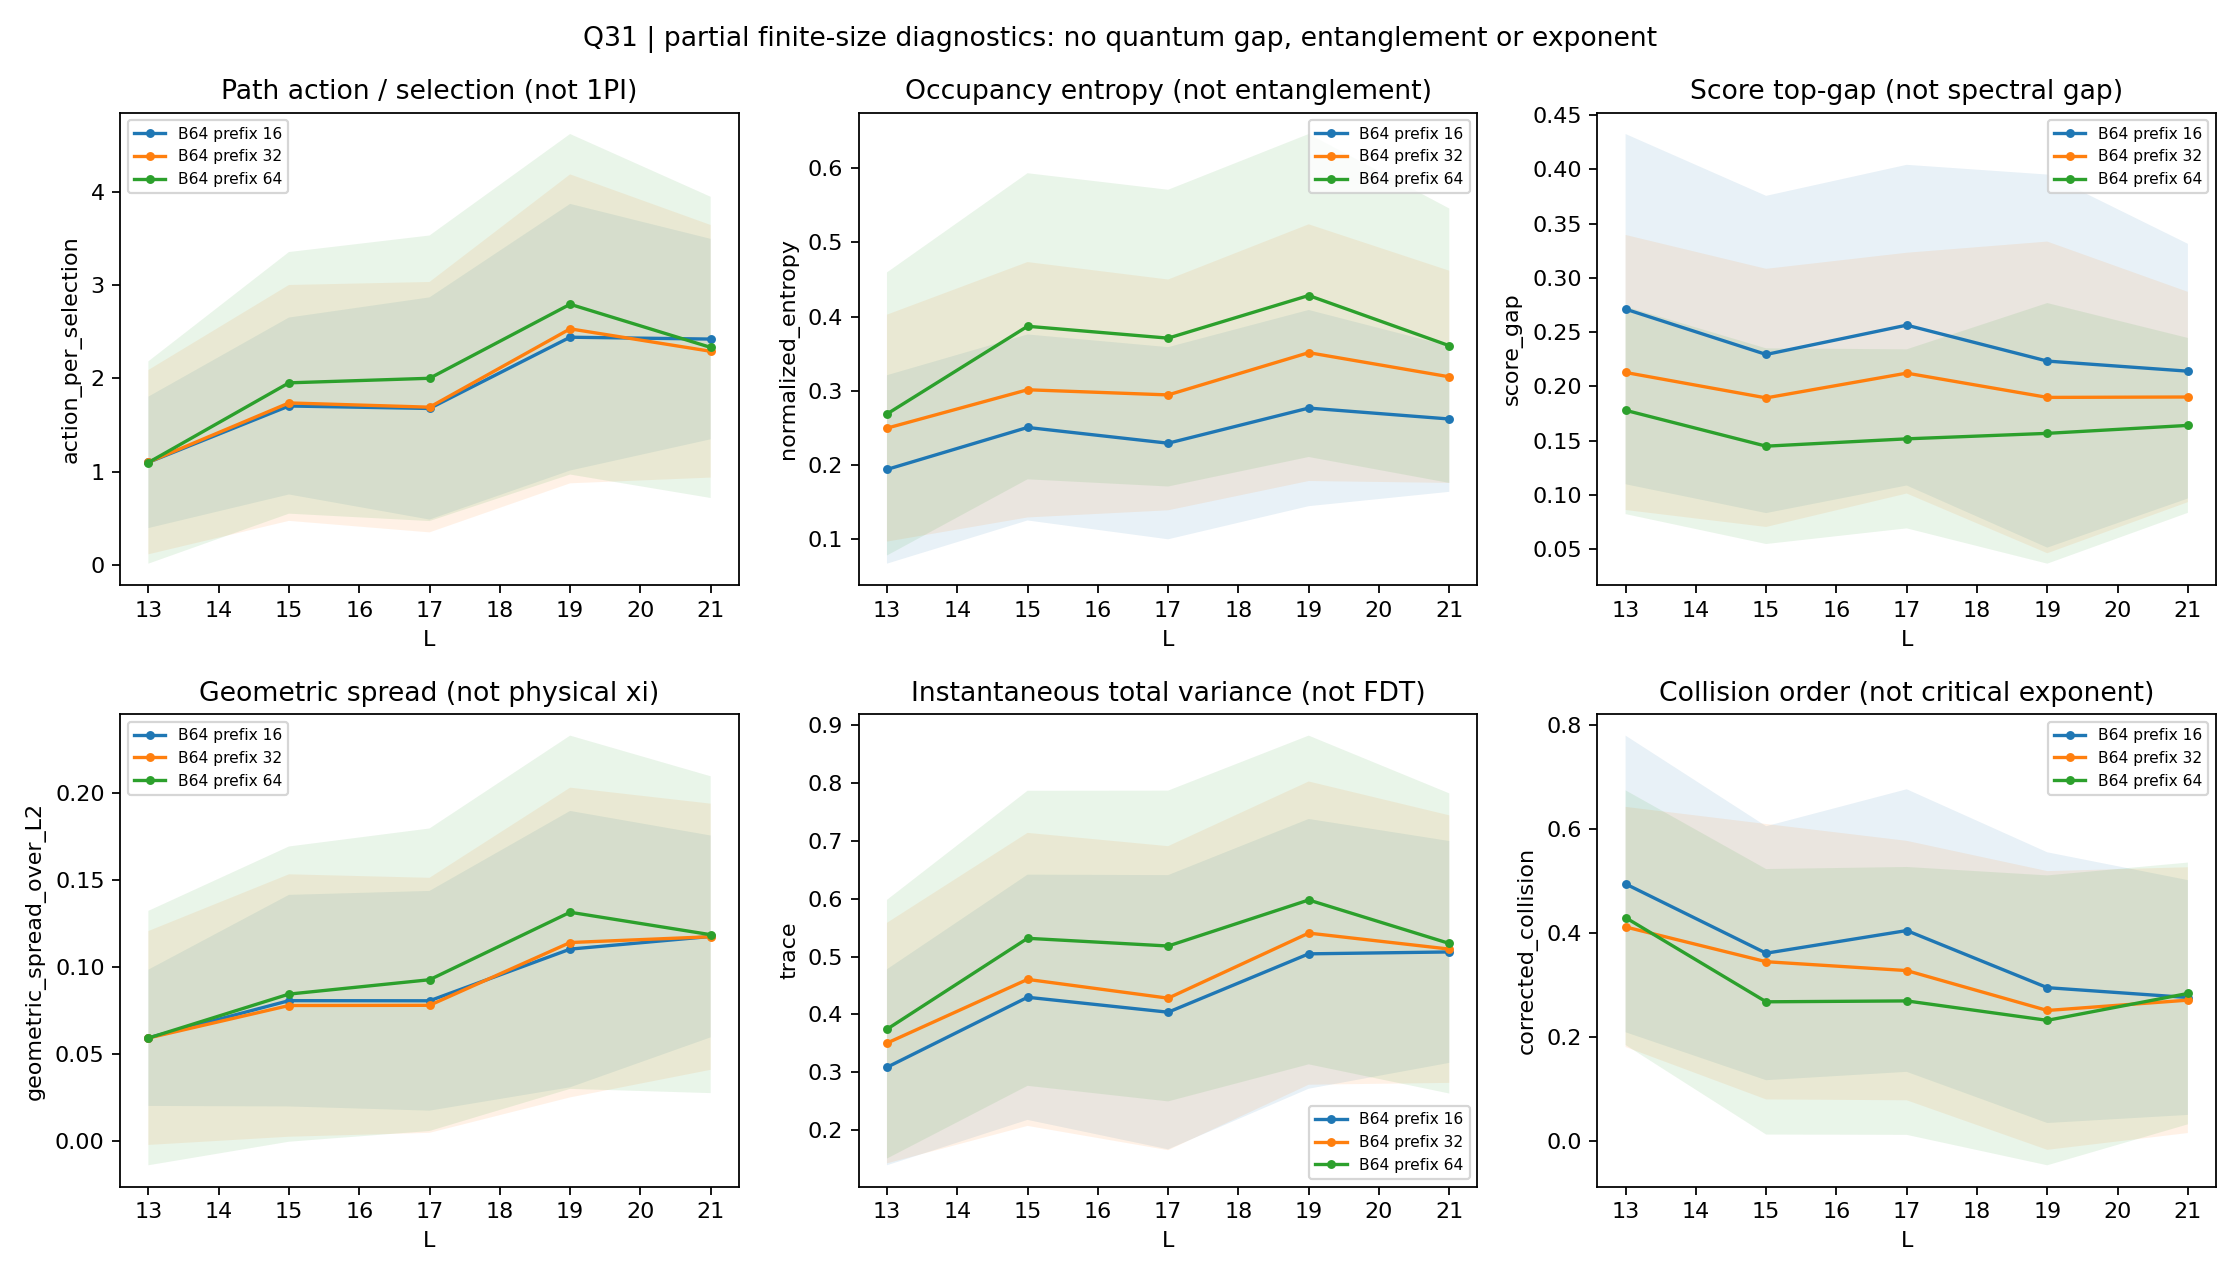 Q31 | partial finite-size diagnostics: no quantum gap, entanglement or exponent
Path action / selection (not 1PI)
action_per_selection
4
3
2
1
0
B64 prefix 16
B64 prefix 32
B64 prefix 64
13 14 15 16 17 18 19 20 21
L
Occupancy entropy (not entanglement)
normalized_entropy
0.6
0.5
0.4
0.3
0.2
0.1
B64 prefix 16
B64 prefix 32
B64 prefix 64
13 14 15 16 17 18 19 20 21
L
Score top-gap (not spectral gap)
score_gap
0.45
0.40
0.35
0.30
0.25
0.20
0.15
0.10
0.05
B64 prefix 16
B64 prefix 32
B64 prefix 64
13 14 15 16 17 18 19 20 21
L
Geometric spread (not physical xi)
geometric_spread_over_L2
0.20
0.15
0.10
0.05
0.00
B64 prefix 16
B64 prefix 32
B64 prefix 64
13 14 15 16 17 18 19 20 21
L
Instantaneous total variance (not FDT)
trace
0.9
0.8
0.7
0.6
0.5
0.4
0.3
0.2
B64 prefix 16
B64 prefix 32
B64 prefix 64
13 14 15 16 17 18 19 20 21
L
Collision order (not critical exponent)
corrected_collision
0.8
0.6
0.4
0.2
0.0
B64 prefix 16
B64 prefix 32
B64 prefix 64
13 14 15 16 17 18 19 20 21
L